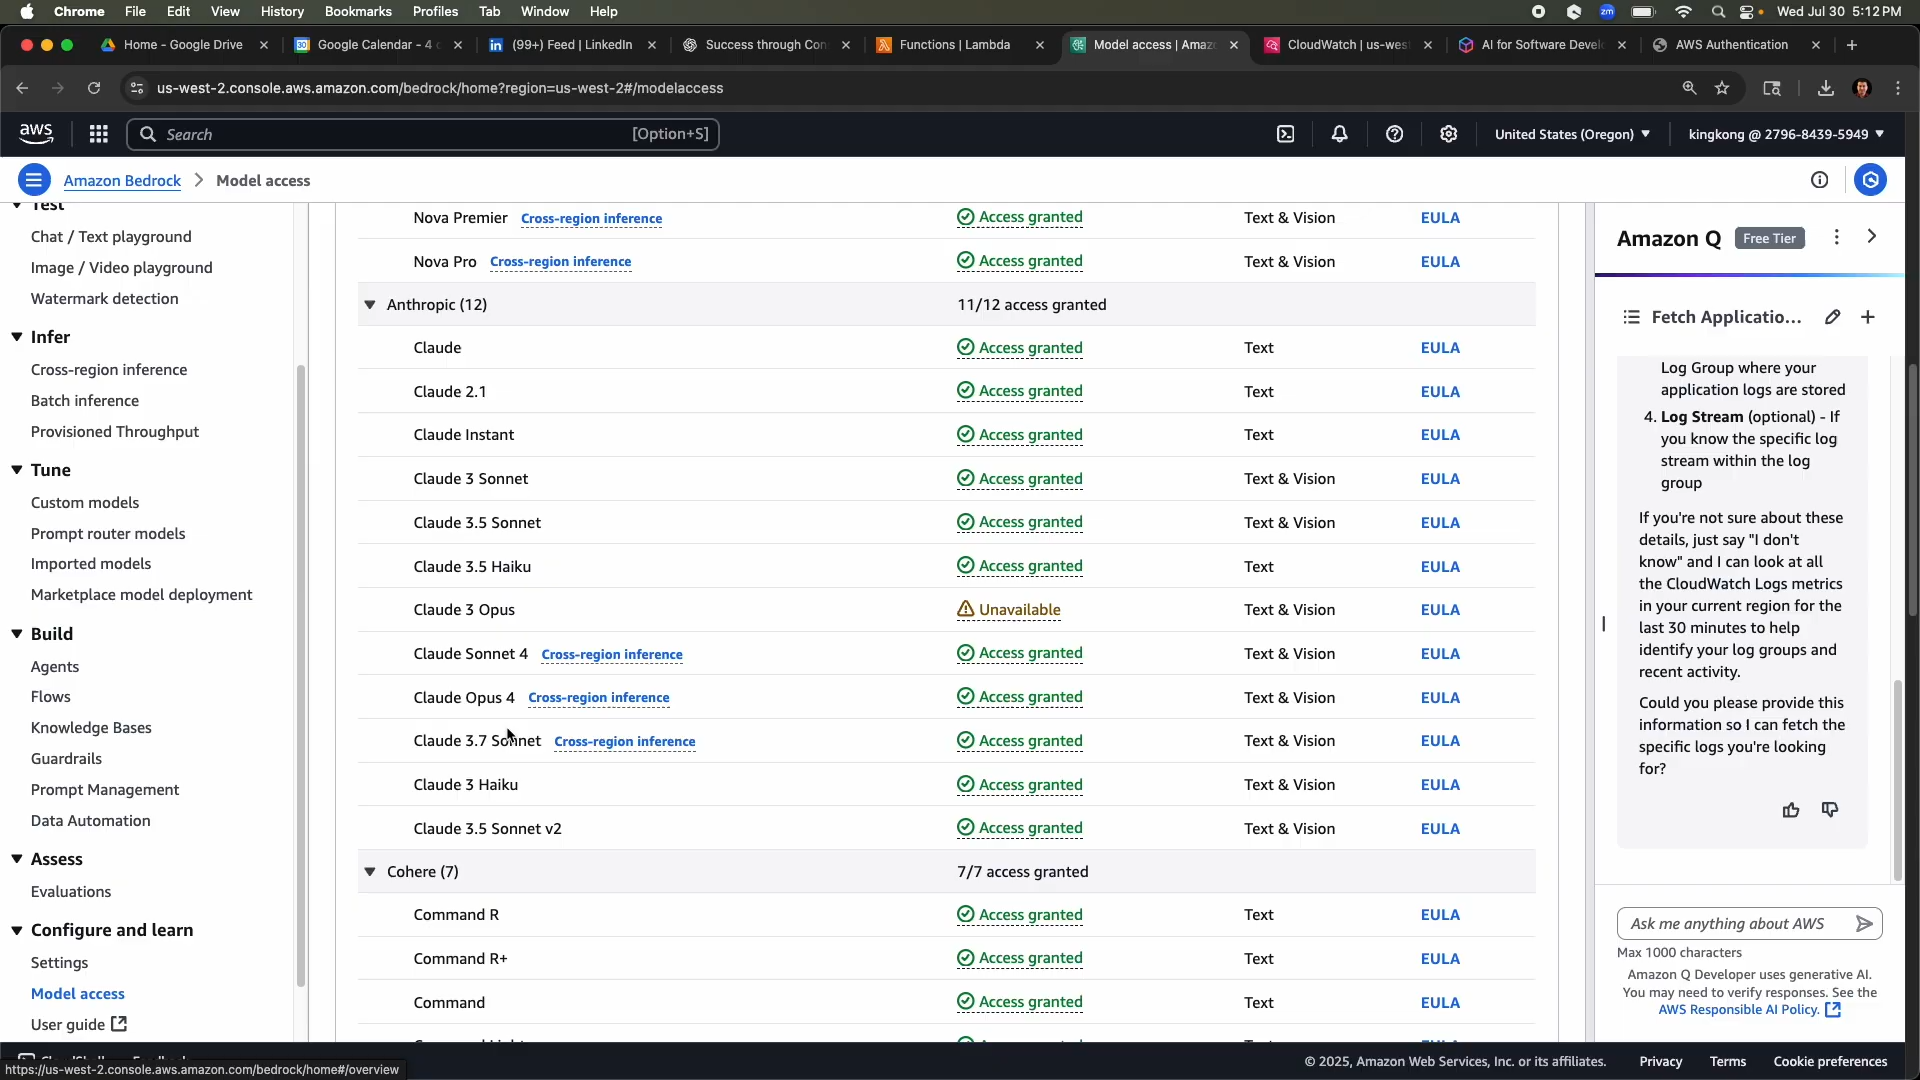 Chrome File Edit View History Bookmarks Profiles Tab Window Help
zm
Wed Jul 30 5:12 PM
Home - Google Drive
Google Calendar - 4
(99+) Feed | LinkedIn
Success through Con
Functions | Lambda
Model access | Amaz
CloudWatch | us-wes
AI for Software Devel
AWS Authentication
us-west-2.console.aws.amazon.com/bedrock/home?region=us-west-2#/modelaccess
aws
Search [Option+S]
United States (Oregon)
kingkong @ 2796-8439-5949
Amazon Bedrock > Model access
Test
Chat / Text playground
Image / Video playground
Watermark detection
Infer
Cross-region inference
Batch inference
Provisioned Throughput
Tune
Custom models
Prompt router models
Imported models
Marketplace model deployment
Build
Agents
Flows
Knowledge Bases
Guardrails
Prompt Management
Data Automation
Assess
Evaluations
Configure and learn
Settings
Model access
User guide
Nova Premier Cross-region inference Access granted Text & Vision EULA
Nova Pro Cross-region inference Access granted Text & Vision EULA
Anthropic (12) 11/12 access granted
Claude Access granted Text EULA
Claude 2.1 Access granted Text EULA
Claude Instant Access granted Text EULA
Claude 3 Sonnet Access granted Text & Vision EULA
Claude 3.5 Sonnet Access granted Text & Vision EULA
Claude 3.5 Haiku Access granted Text EULA
Claude 3 Opus Unavailable Text & Vision EULA
Claude Sonnet 4 Cross-region inference Access granted Text & Vision EULA
Claude Opus 4 Cross-region inference Access granted Text & Vision EULA
Claude 3.7 Sonnet Cross-region inference Access granted Text & Vision EULA
Claude 3 Haiku Access granted Text & Vision EULA
Claude 3.5 Sonnet v2 Access granted Text & Vision EULA
Cohere (7) 7/7 access granted
Command R Access granted Text EULA
Command R+ Access granted Text EULA
Command Access granted Text EULA
Amazon Q Free Tier
Fetch Applicatio...
Log Group where your
application logs are stored
4. Log Stream (optional) - If
you know the specific log
stream within the log
group
If you're not sure about these
details, just say "I don't
know" and I can look at all
the CloudWatch Logs metrics
in your current region for the
last 30 minutes to help
identify your log groups and
recent activity.
Could you please provide this
information so I can fetch the
specific logs you're looking
for?
Ask me anything about AWS
Max 1000 characters
Amazon Q Developer uses generative AI.
You may need to verify responses. See the
AWS Responsible AI Policy.
https://us-west-2.console.aws.amazon.com/bedrock/home#/overview
© 2025, Amazon Web Services, Inc. or its affiliates. Privacy Terms Cookie preferences